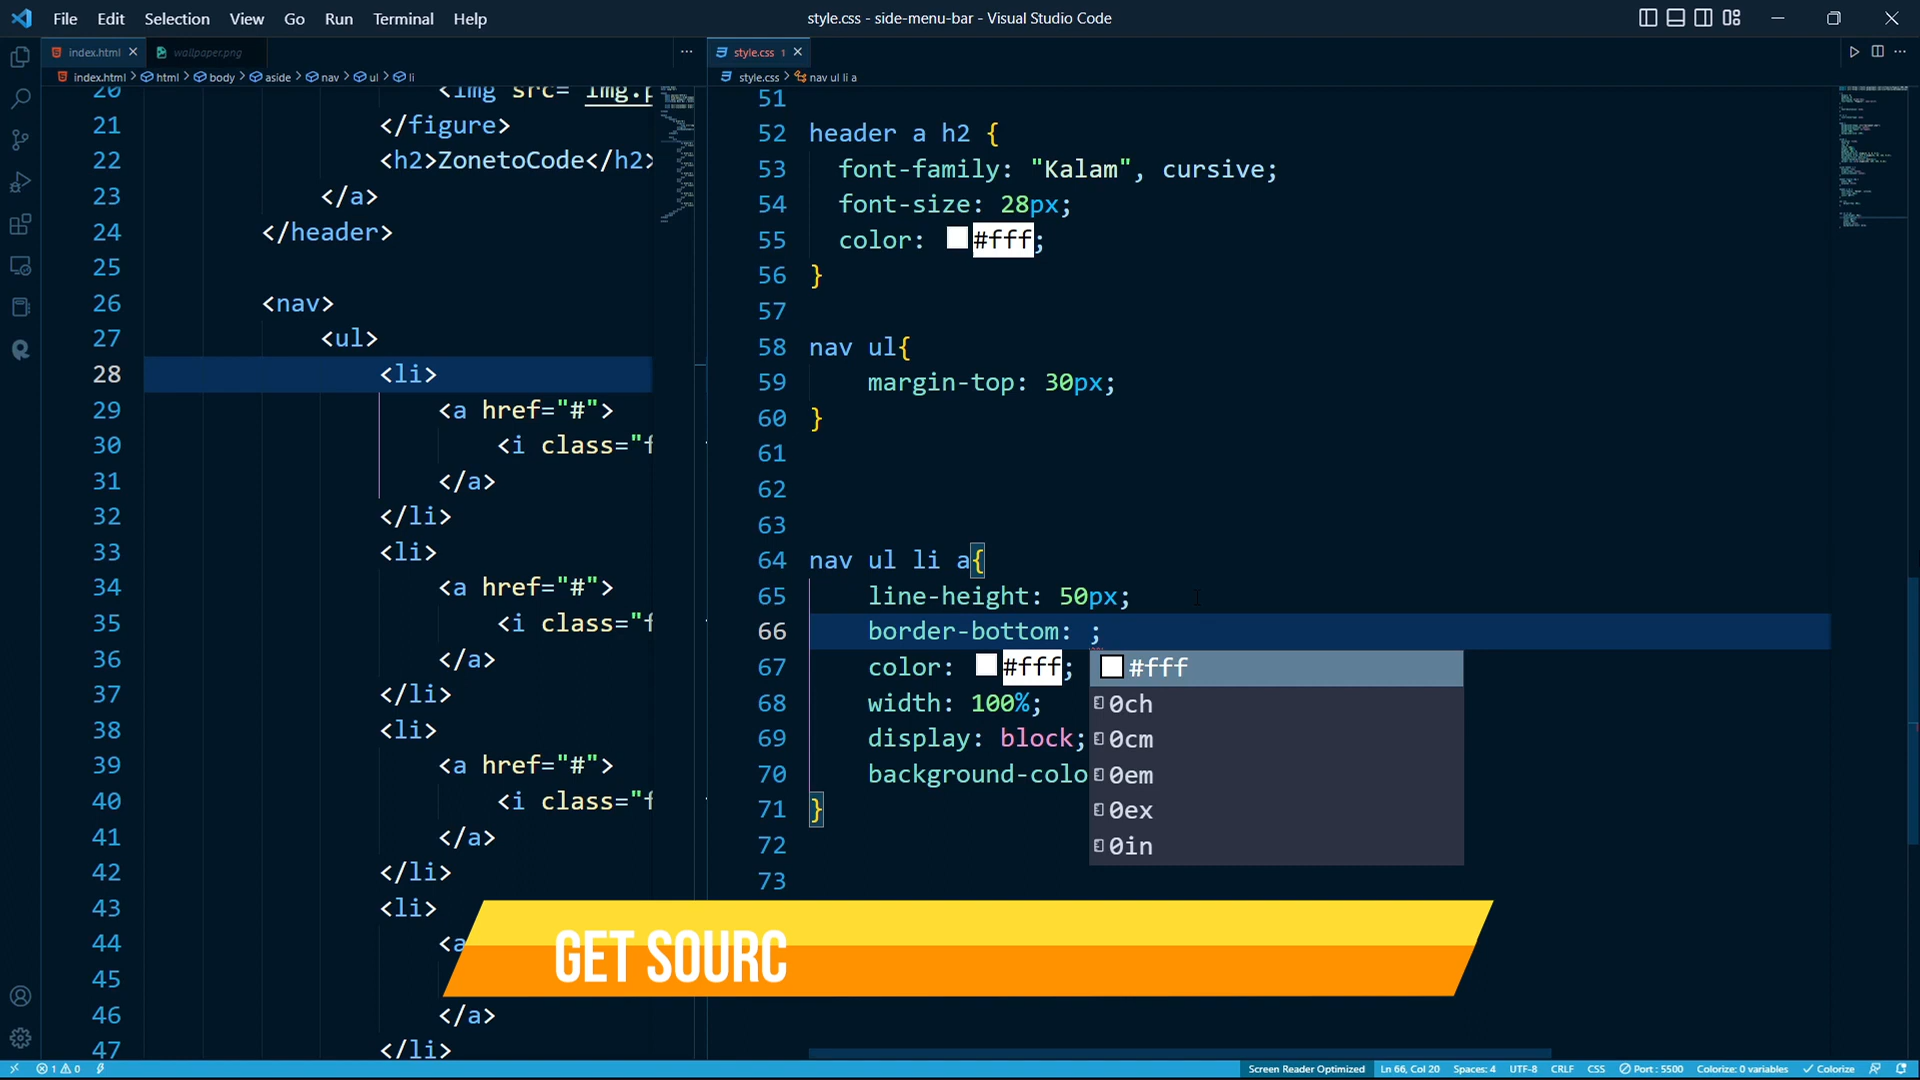 File Edit Selection View Go Run Terminal Help
style.css - side-menu-bar - Visual Studio Code
index.html
wallpaper.png
style.css 1
index.html > html > body > aside > nav > ul > li
style.css > nav ul li a
20 <img src="img.p
21 </figure>
22 <h2>ZonetoCode</h2>
23 </a>
24 </header>
25
26 <nav>
27 <ul>
28 <li>
29 <a href="#">
30 <i class="f
31 </a>
32 </li>
33 <li>
34 <a href="#">
35 <i class="f
36 </a>
37 </li>
38 <li>
39 <a href="#">
40 <i class="f
41 </a>
42 </li>
43 <li>
44 <a
45
46 </a>
47 </li>
51
52 header a h2 {
53 font-family: "Kalam", cursive;
54 font-size: 28px;
55 color: #fff;
56 }
57
58 nav ul{
59 margin-top: 30px;
60 }
61
62
63
64 nav ul li a{
65 line-height: 50px;
66 border-bottom: ;
67 color: #fff;
68 width: 100%;
69 display: block;
70 background-colo
71 }
72
73
#fff
0ch
0cm
0em
0ex
0in
GET SOURC
1 0
Screen Reader Optimized Ln 66, Col 20 Spaces: 4 UTF-8 CRLF CSS Port : 5500 Colorize: 0 variables Colorize